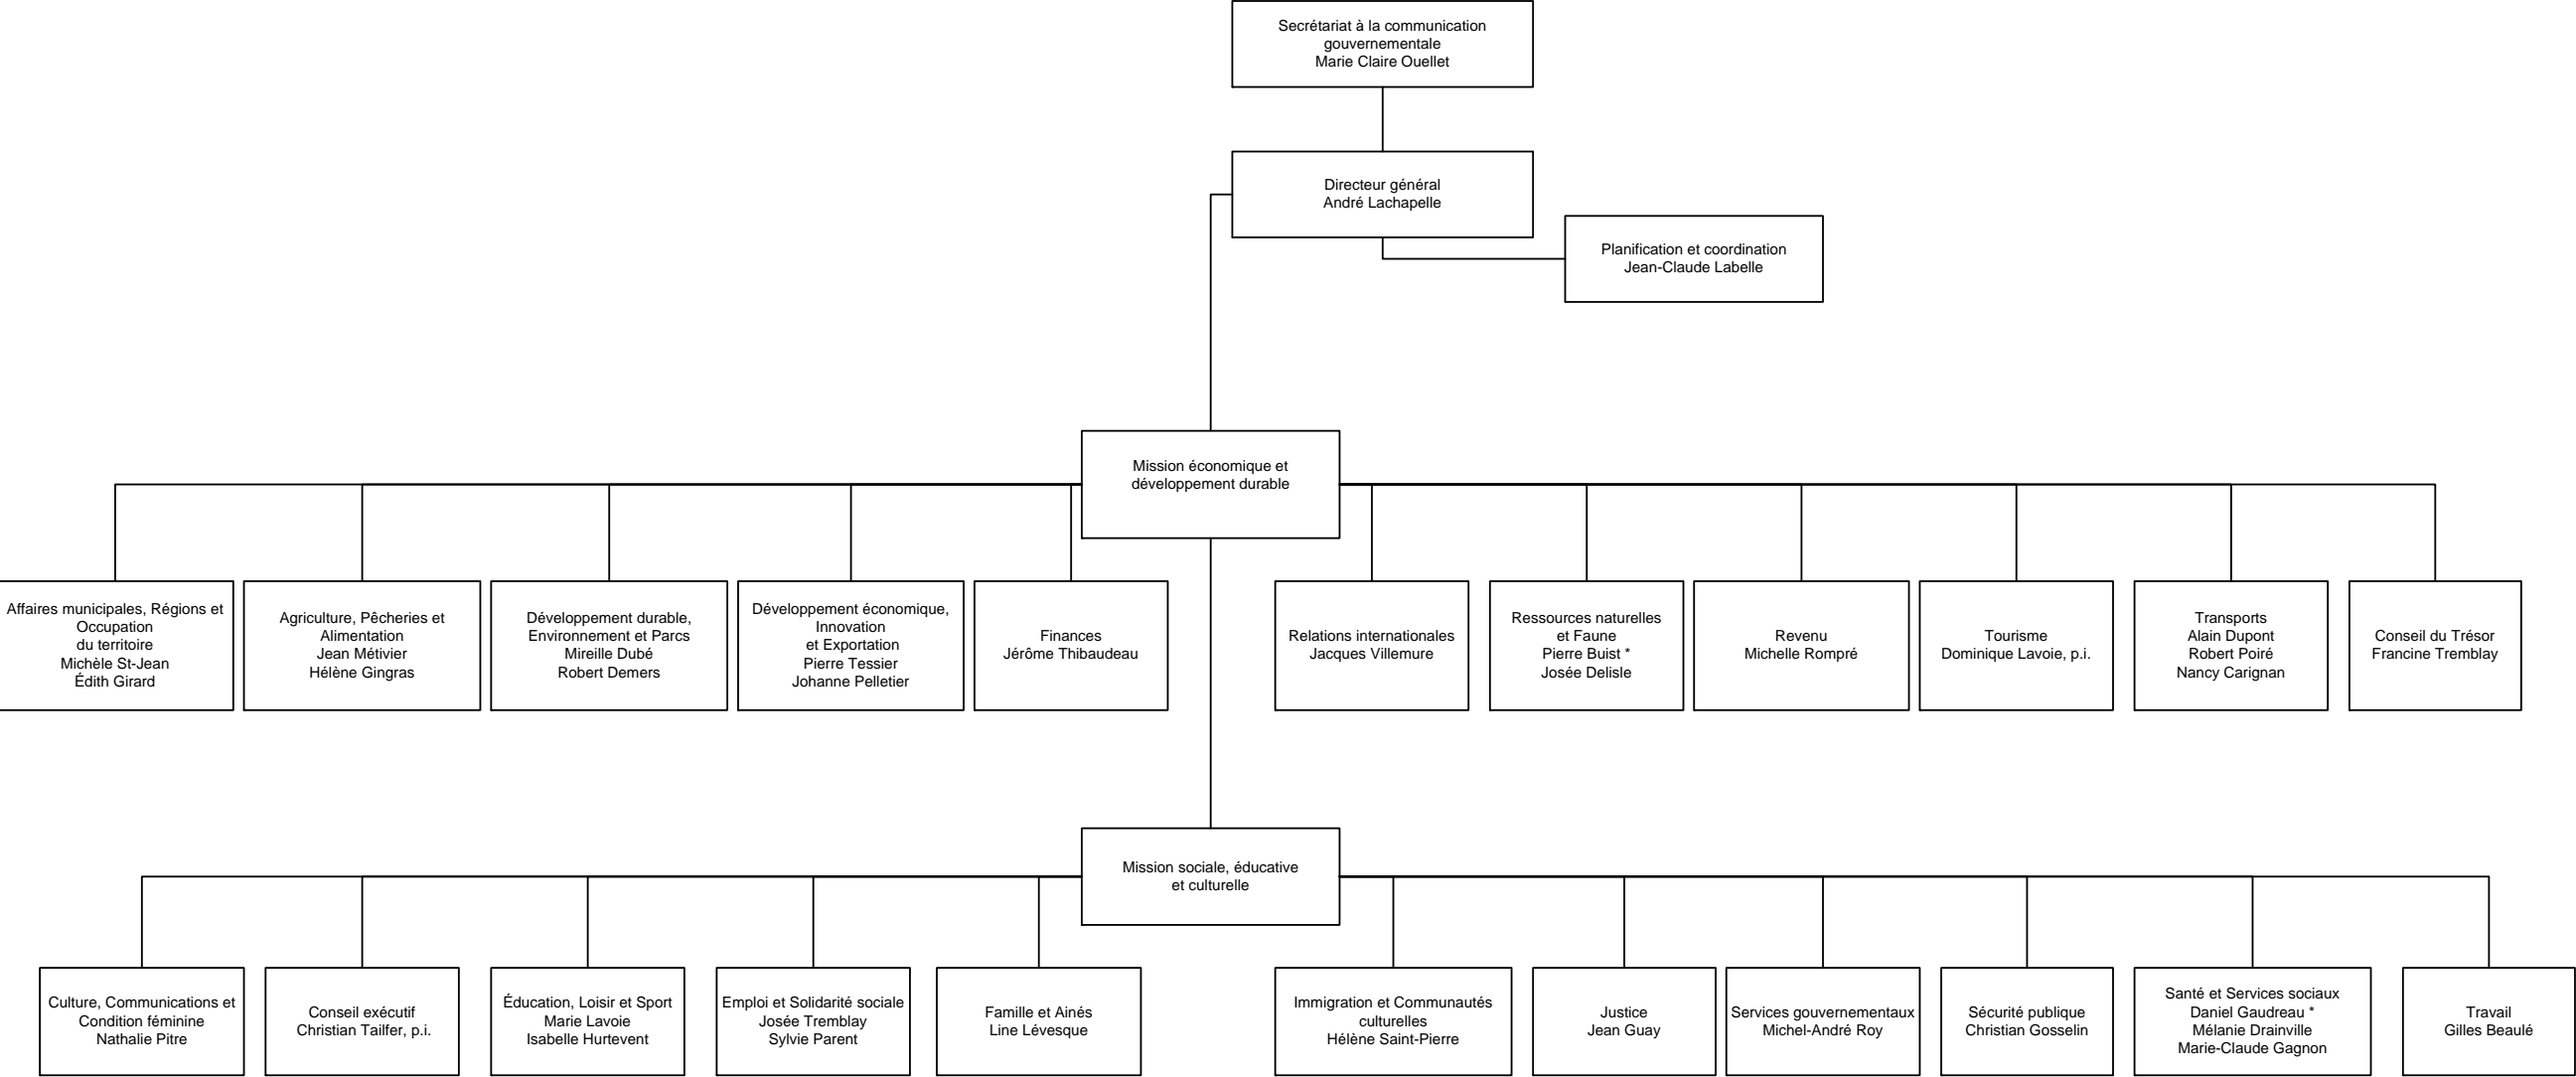 Secrétariat à la communication
gouvernementale
Marie Claire Ouellet
Directeur général
André Lachapelle
Planification et coordination
Jean-Claude Labelle
Mission économique et
développement durable
Affaires municipales, Régions et
Occupation
du territoire
Michèle St-Jean
Édith Girard
Agriculture, Pêcheries et
Alimentation
Jean Métivier
Hélène Gingras
Développement durable,
Environnement et Parcs
Mireille Dubé
Robert Demers
Développement économique,
Innovation
et Exportation
Pierre Tessier
Johanne Pelletier
Finances
Jérôme Thibaudeau
Relations internationales
Jacques Villemure
Ressources naturelles
et Faune
Pierre Buist *
Josée Delisle
Revenu
Michelle Rompré
Tourisme
Dominique Lavoie, p.i.
Transports
Alain Dupont
Robert Poiré
Nancy Carignan
Conseil du Trésor
Francine Tremblay
Mission sociale, éducative
et culturelle
Culture, Communications et
Condition féminine
Nathalie Pitre
Conseil exécutif
Christian Tailfer, p.i.
Éducation, Loisir et Sport
Marie Lavoie
Isabelle Hurtevent
Emploi et Solidarité sociale
Josée Tremblay
Sylvie Parent
Famille et Ainés
Line Lévesque
Immigration et Communautés
culturelles
Hélène Saint-Pierre
Justice
Jean Guay
Services gouvernementaux
Michel-André Roy
Sécurité publique
Christian Gosselin
Santé et Services sociaux
Daniel Gaudreau *
Mélanie Drainville
Marie-Claude Gagnon
Travail
Gilles Beaulé